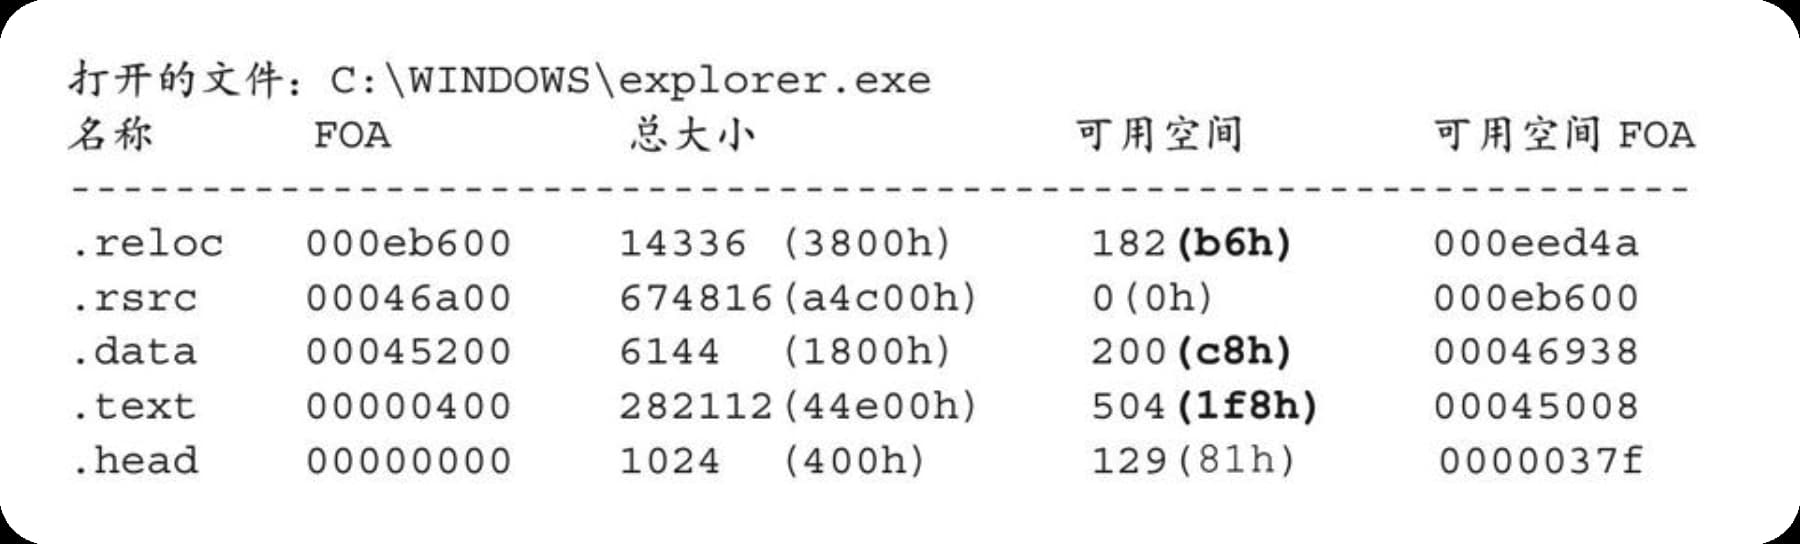 打开的文件：C:\WINDOWS\explorer.exe
名称 FOA 总大小 可用空间 可用空间 FOA
--------------------------------------------------------------
.reloc 000eb600 14336 (3800h) 182(b6h) 000eed4a
.rsrc 00046a00 674816(a4c00h) 0(0h) 000eb600
.data 00045200 6144 (1800h) 200(c8h) 00046938
.text 00000400 282112(44e00h) 504(1f8h) 00045008
.head 00000000 1024 (400h) 129(81h) 0000037f